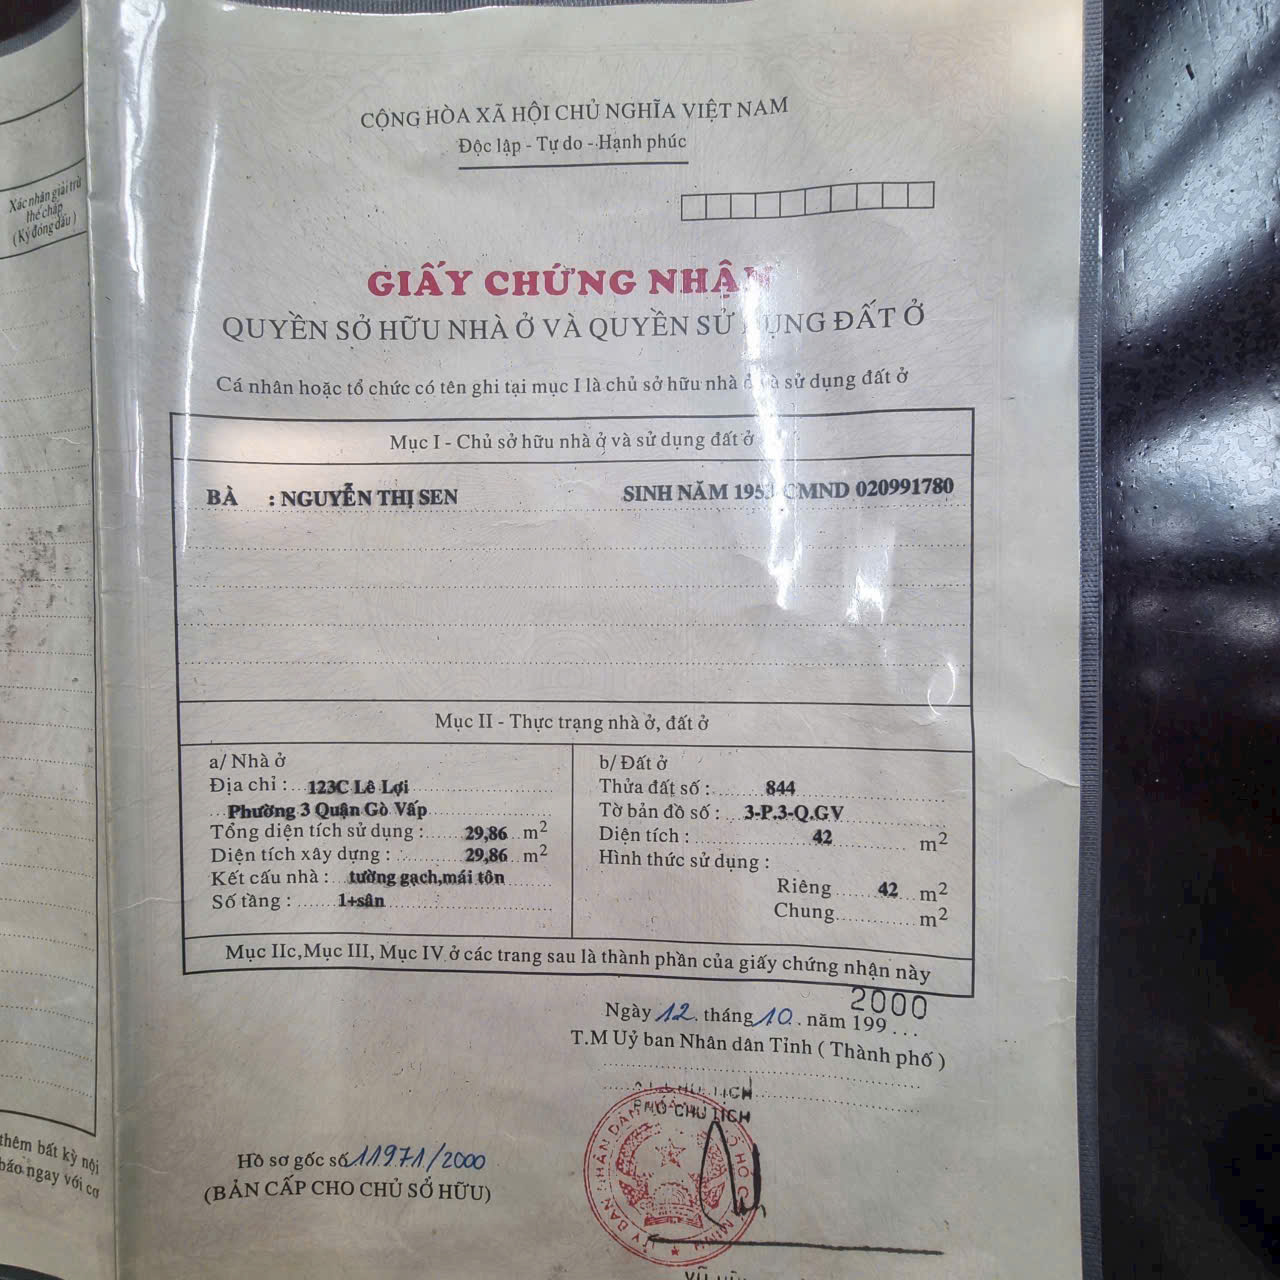 Xác nhận giải trừ
thế chấp
(Ký đóng dấu)
CỘNG HÒA XÃ HỘI CHỦ NGHĨA VIỆT NAM
Độc lập - Tự do - Hạnh phúc
GIẤY CHỨNG NHẬN
QUYỀN SỞ HỮU NHÀ Ở VÀ QUYỀN SỬ DỤNG ĐẤT Ở
Cá nhân hoặc tổ chức có tên ghi tại mục I là chủ sở hữu nhà ở và sử dụng đất ở
Mục I - Chủ sở hữu nhà ở và sử dụng đất ở
BÀ : NGUYỄN THỊ SEN SINH NĂM CMND 020991780
Mục II - Thực trạng nhà ở, đất ở
a/ Nhà ở
Địa chỉ : 123C Lê Lợi
Phường 3 Quận Gò Vấp
Tổng diện tích sử dụng : 29,86 m2
Diện tích xây dựng : 29,86 m2
Kết cấu nhà : tường gạch,mái tôn
Số tầng : 1+sân
b/ Đất ở
Thửa đất số : 844
Tờ bản đồ số : 3-P.3-Q.GV
Diện tích : 42 m2
Hình thức sử dụng :
Riêng 42 m2
Chung m2
Mục IIc,Mục III, Mục IV ở các trang sau là thành phần của giấy chứng nhận này
2000
Ngày 12 tháng 10 năm 199 ...
T.M Uỷ ban Nhân dân Tỉnh ( Thành phố )
PHÓ CHỦ TỊCH
Hồ sơ gốc số 11971/2000
(BẢN CẤP CHO CHỦ SỞ HỮU)
thêm bất kỳ nội
báo ngay với cơ